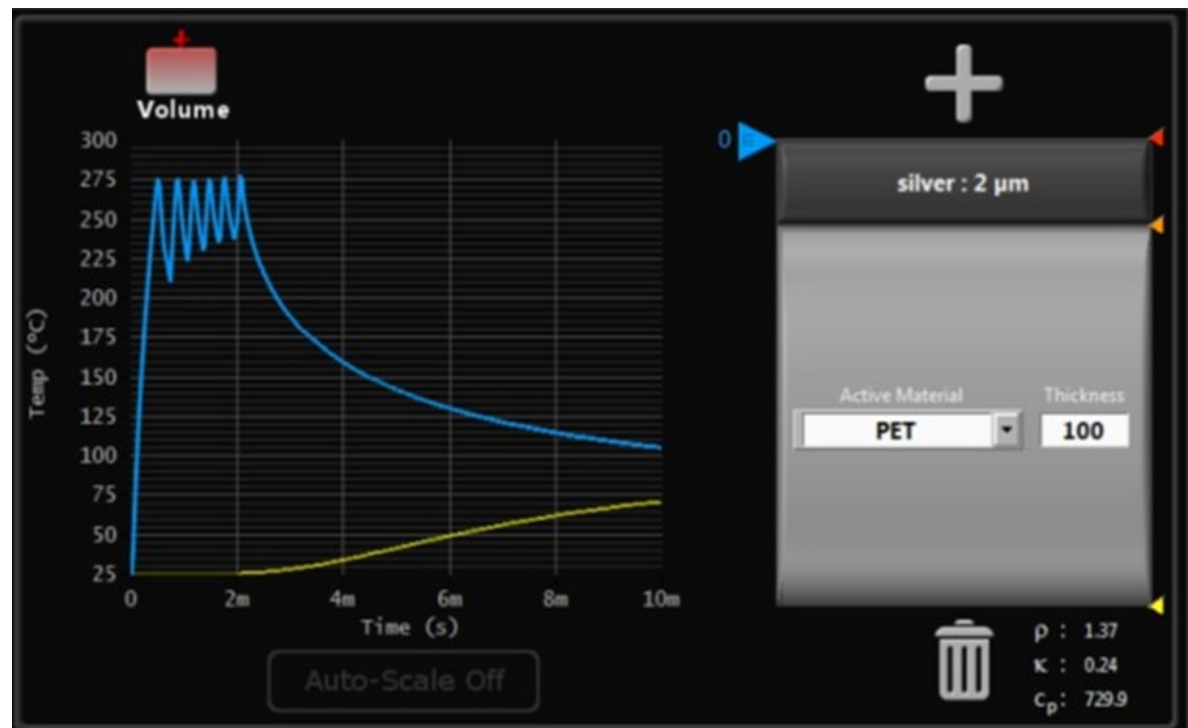 Volume
300
275
250
225
200
175
150
125
100
75
50
25
Temp (°C)
0 2m 4m 6m 8m 10m
Time (s)
Auto-Scale Off
0
silver : 2 µm
Active Material Thickness
PET 100
ρ : 1.37
κ : 0.24
cp: 729.9